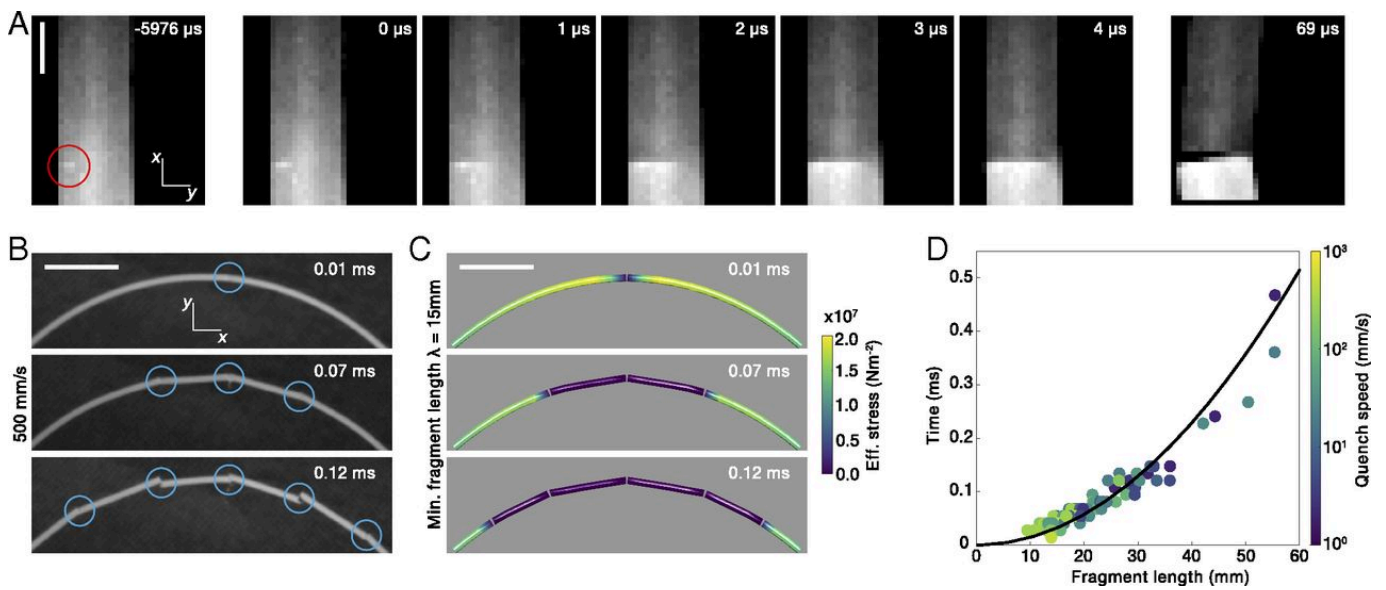 A
-5976 µs
0 µs
1 µs
2 µs
3 µs
4 µs
69 µs
x
y
B
500 mm/s
0.01 ms
y
x
0.07 ms
0.12 ms
C
Min. fragment length λ = 15mm
0.01 ms
0.07 ms
0.12 ms
x10⁷
2.0
1.5
1.0
0.5
0.0
Eff. stress (Nm⁻²)
D
Time (ms)
0.5
0.4
0.3
0.2
0.1
0
0 10 20 30 40 50 60
Fragment length (mm)
10³
10²
10¹
10⁰
Quench speed (mm/s)